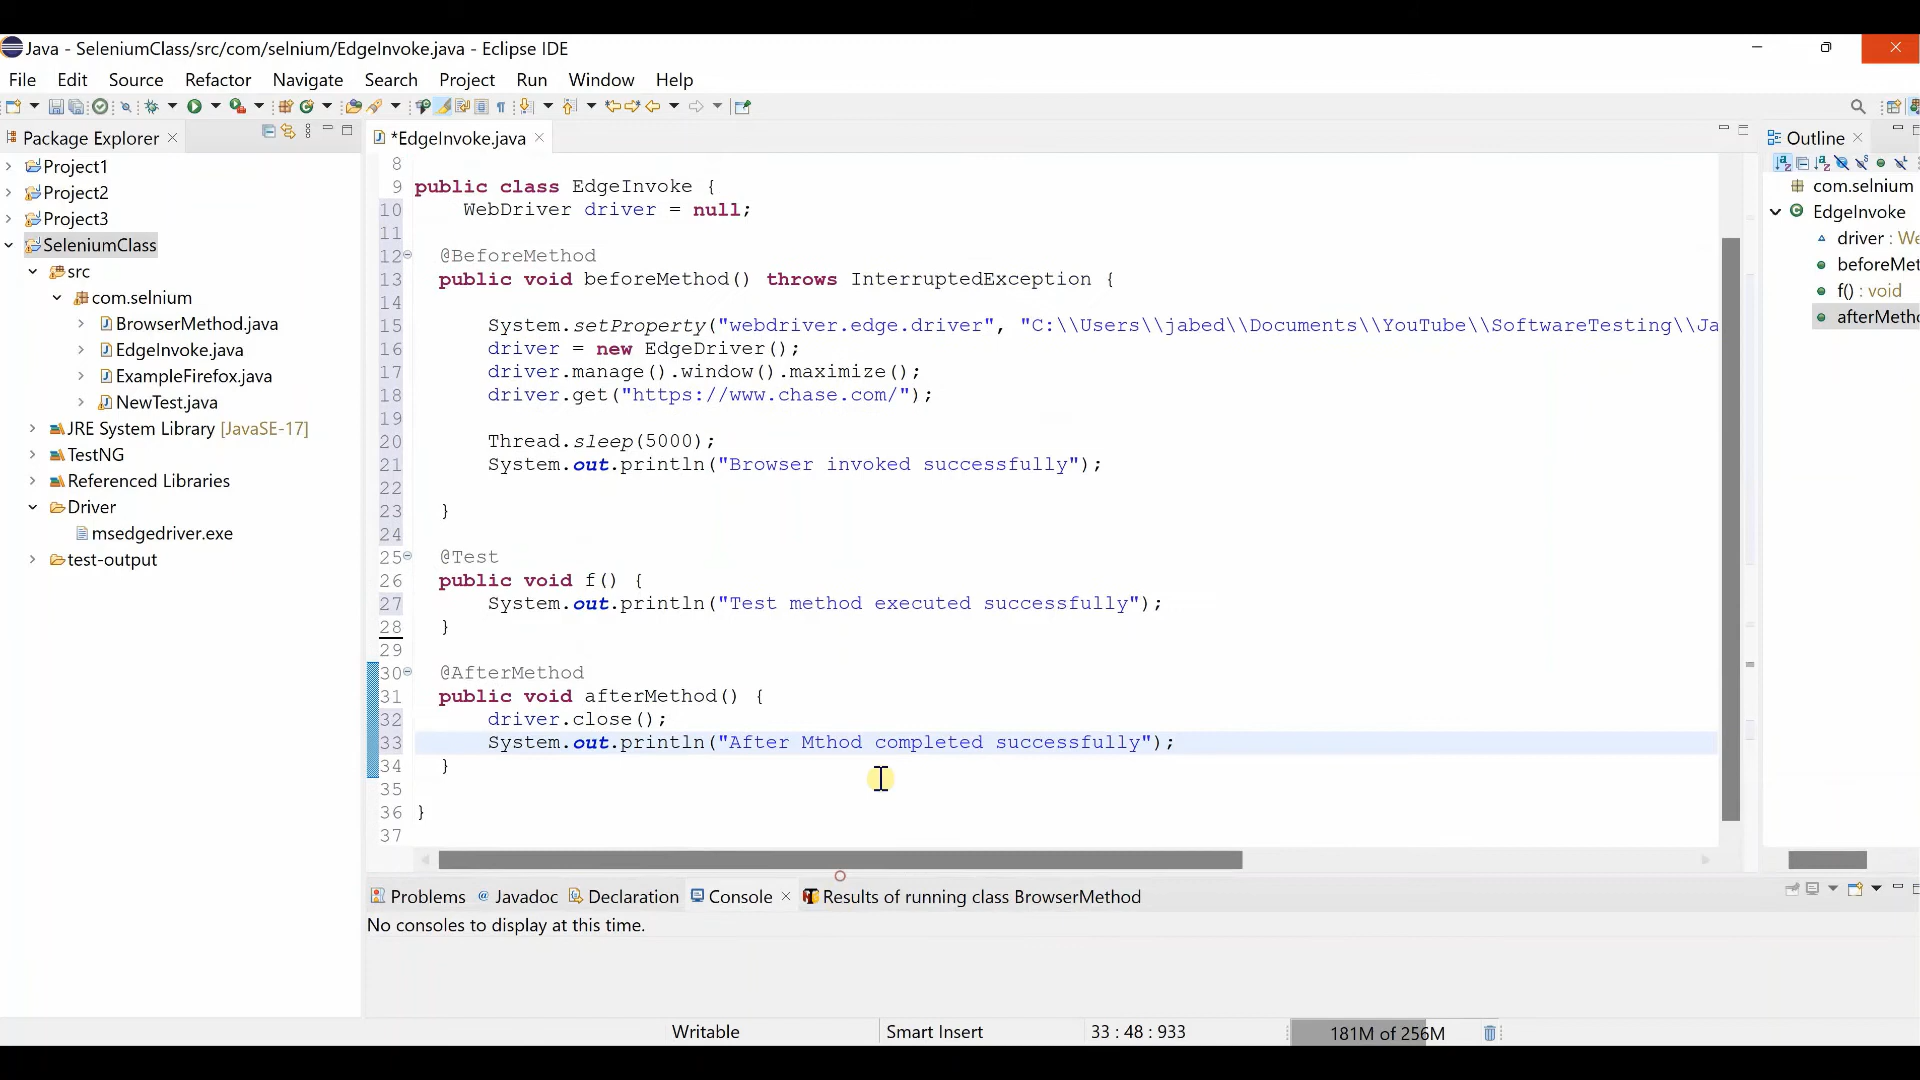 Java - SeleniumClass/src/com/selnium/EdgeInvoke.java - Eclipse IDE
File Edit Source Refactor Navigate Search Project Run Window Help
Package Explorer
Project1
Project2
Project3
SeleniumClass
src
com.selnium
BrowserMethod.java
EdgeInvoke.java
ExampleFirefox.java
NewTest.java
JRE System Library [JavaSE-17]
TestNG
Referenced Libraries
Driver
msedgedriver.exe
test-output
*EdgeInvoke.java
8
9 public class EdgeInvoke {
10 WebDriver driver = null;
11
12 @BeforeMethod
13 public void beforeMethod() throws InterruptedException {
14
15 System.setProperty("webdriver.edge.driver", "C:\\Users\\jabed\\Documents\\YouTube\\SoftwareTesting\\Ja
16 driver = new EdgeDriver();
17 driver.manage().window().maximize();
18 driver.get("https://www.chase.com/");
19
20 Thread.sleep(5000);
21 System.out.println("Browser invoked successfully");
22
23 }
24
25 @Test
26 public void f() {
27 System.out.println("Test method executed successfully");
28 }
29
30 @AfterMethod
31 public void afterMethod() {
32 driver.close();
33 System.out.println("After Mthod completed successfully");
34 }
35
36 }
37
Outline
com.selnium
EdgeInvoke
driver : We
beforeMet
f() : void
afterMetho
Problems Javadoc Declaration Console Results of running class BrowserMethod
No consoles to display at this time.
Writable Smart Insert 33 : 48 : 933 181M of 256M